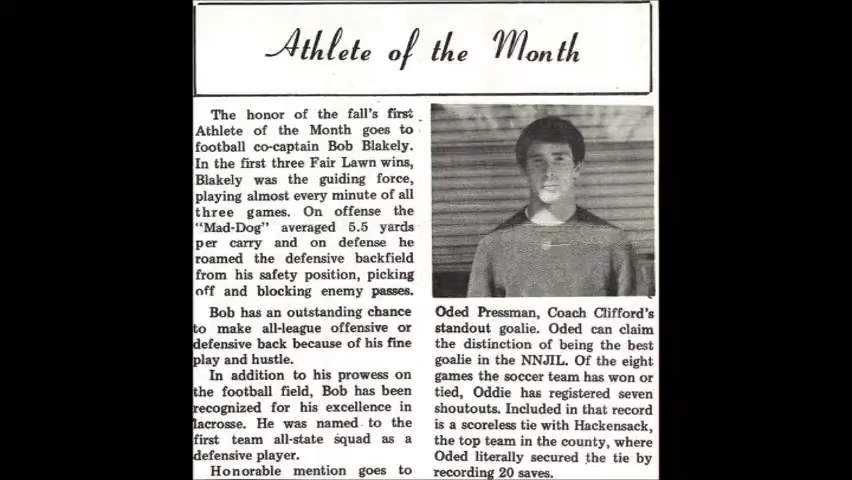 Athlete of the Month
The honor of the fall's first
Athlete of the Month goes to
football co-captain Bob Blakely.
In the first three Fair Lawn wins,
Blakely was the guiding force,
playing almost every minute of all
three games. On offense the
"Mad-Dog" averaged 5.5 yards
per carry and on defense he
roamed the defensive backfield
from his safety position, picking
off and blocking enemy passes.
Bob has an outstanding chance
to make all-league offensive or
defensive back because of his fine
play and hustle.
In addition to his prowess on
the football field, Bob has been
recognized for his excellence in
lacrosse. He was named to the
first team all-state squad as a
defensive player.
Honorable mention goes to
Oded Pressman, Coach Clifford's
standout goalie. Oded can claim
the distinction of being the best
goalie in the NNJIL. Of the eight
games the soccer team has won or
tied, Oddie has registered seven
shoutouts. Included in that record
is a scoreless tie with Hackensack,
the top team in the county, where
Oded literally secured the tie by
recording 20 saves.